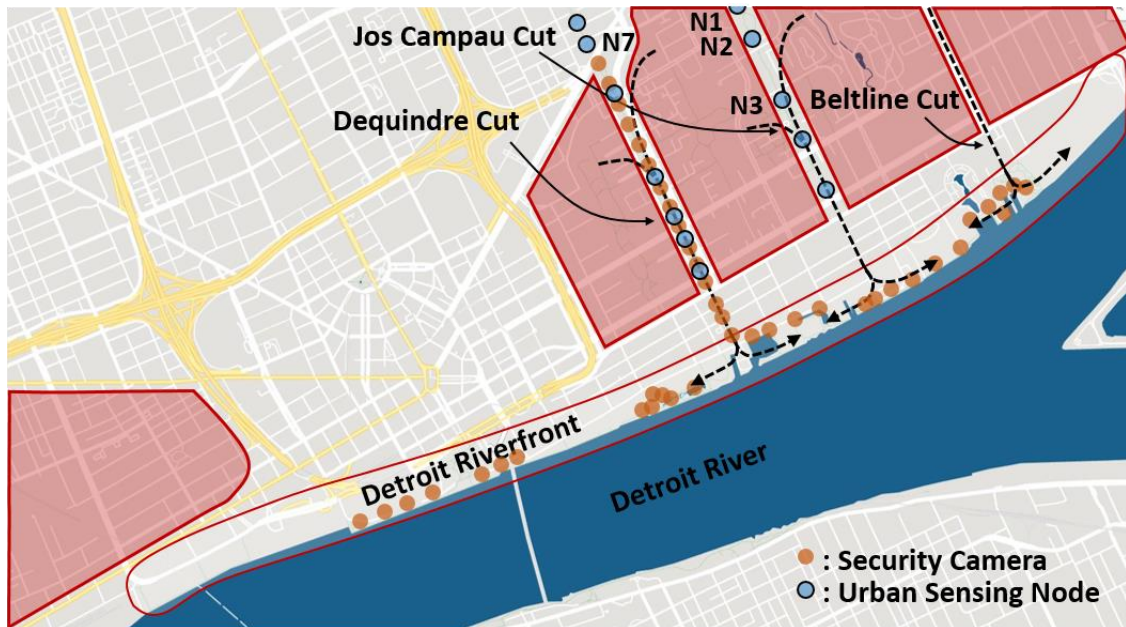 Jos Campau Cut
N7
N1
N2
N3
Beltline Cut
Dequindre Cut
Detroit Riverfront
Detroit River
: Security Camera
: Urban Sensing Node